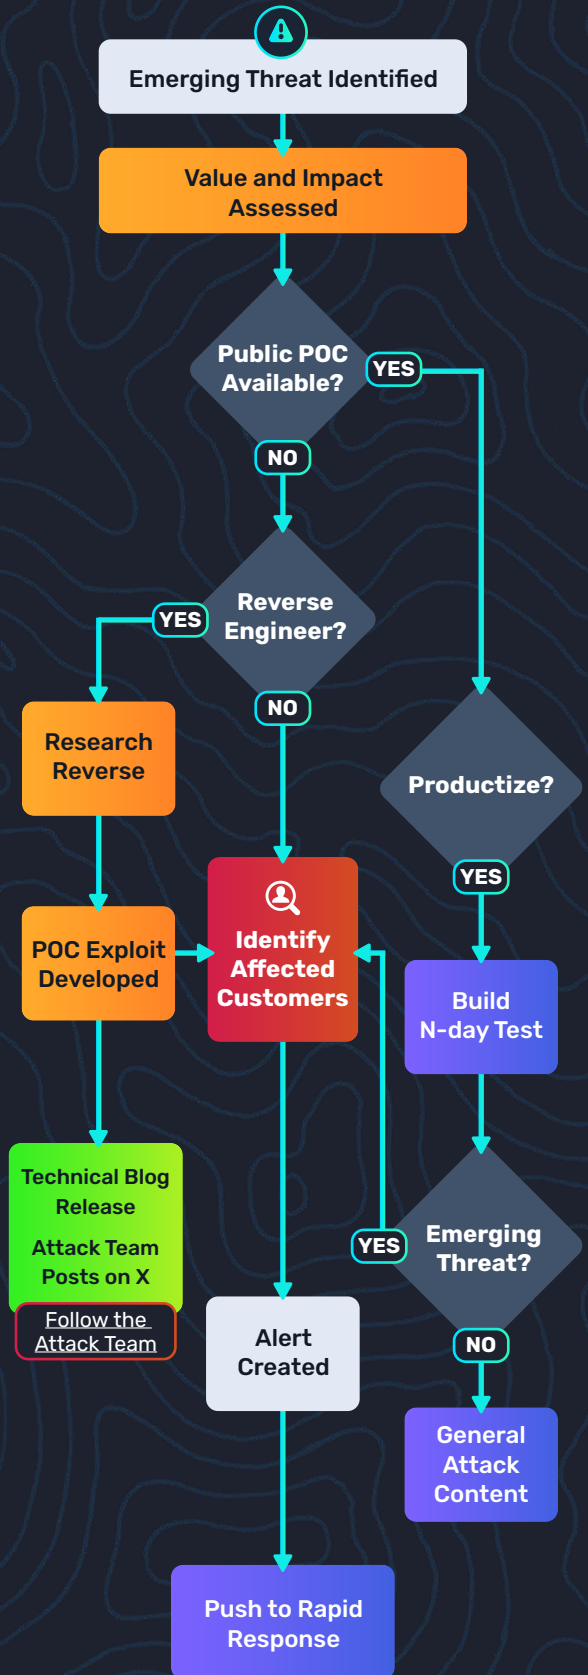 Emerging Threat Identified
Value and Impact
Assessed
Public POC
Available?
YES
NO
Reverse
Engineer?
YES
NO
Research
Reverse
Productize?
YES
POC Exploit
Developed
Identify
Affected
Customers
Build
N-day Test
Technical Blog
Release
Attack Team
Posts on X
Follow the
Attack Team
Emerging
Threat?
YES
NO
Alert
Created
General
Attack
Content
Push to Rapid
Response